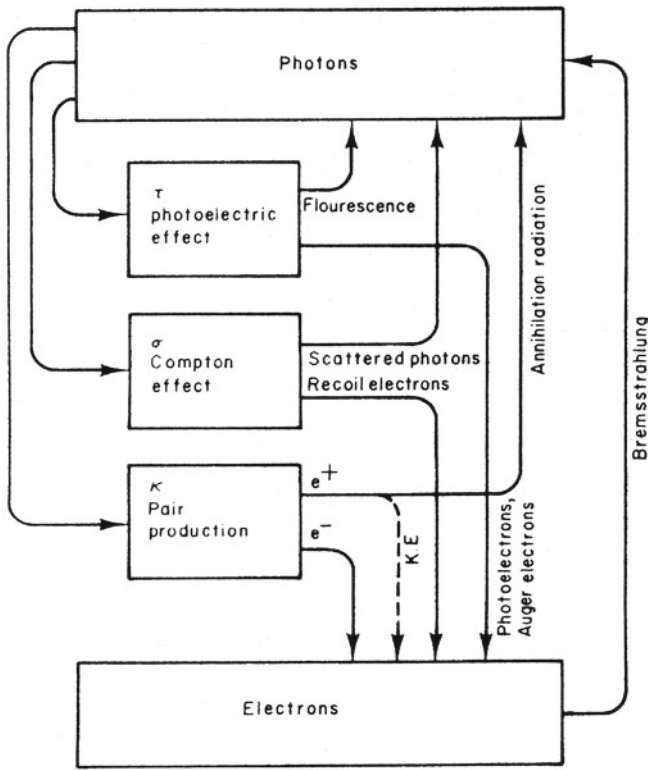 Photons
τ
photoelectric
effect
Flourescence
σ
Compton
effect
Scattered photons
Recoil electrons
κ
Pair
production
e+
e−
K.E
Photoelectrons,
Auger electrons
Annihilation radiation
Bremsstrahlung
Electrons